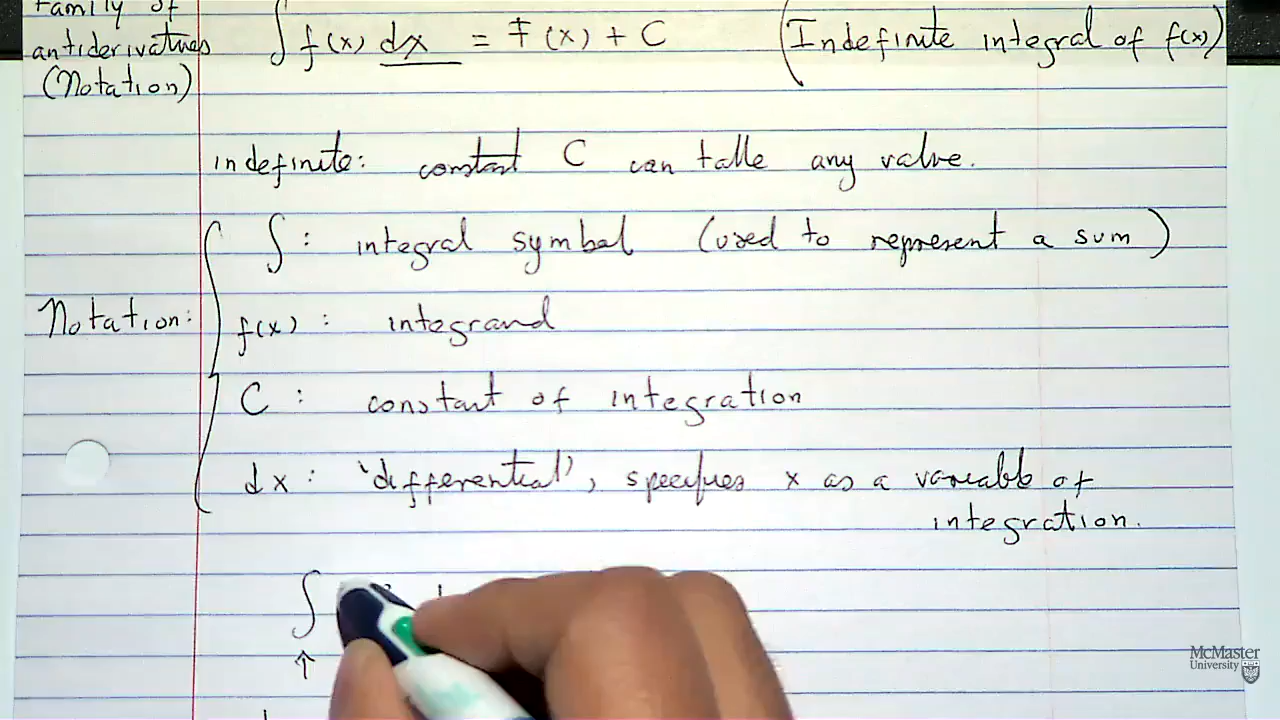 Family of
antiderivatives ∫ f(x) dx = F(x) + C (Indefinite integral of f(x))
(Notation)
indefinite: constant C can take any value.
∫ : integral symbol (used to represent a sum)
Notation: f(x) : integrand
C : constant of integration
dx : 'differential', specifies x as a variable of
integration.
∫
↑
McMaster
University